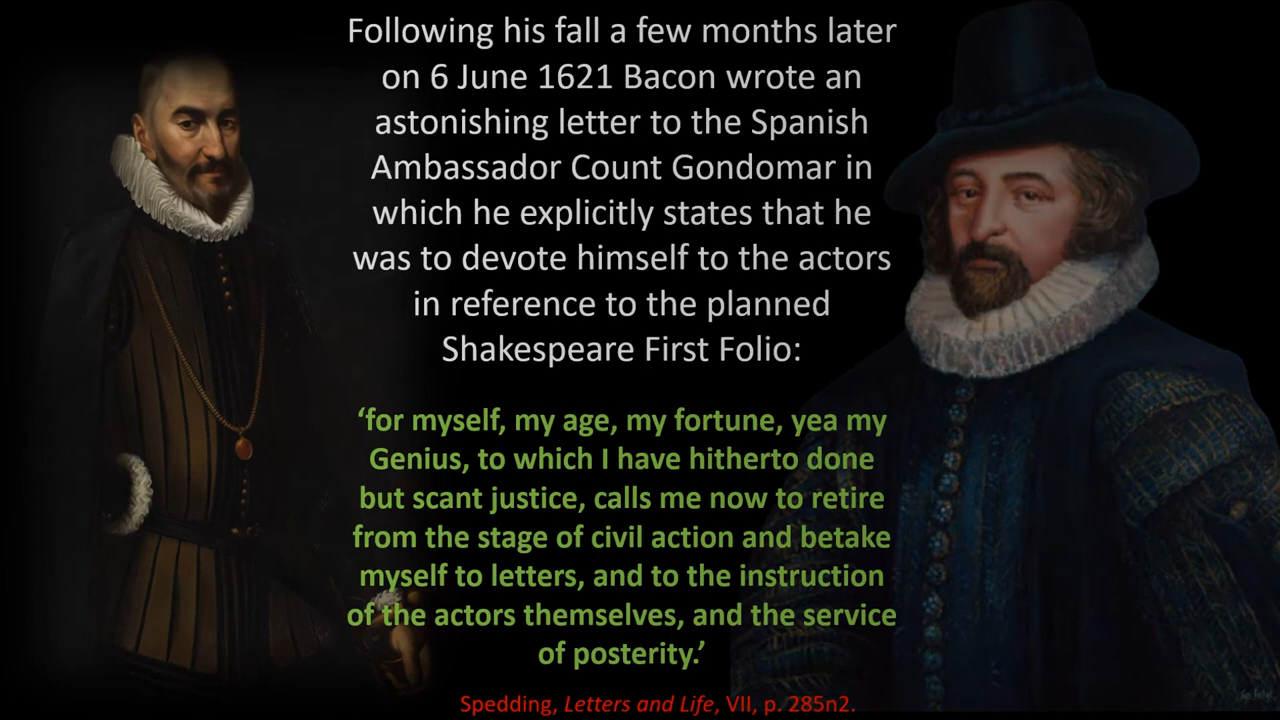 Following his fall a few months later
on 6 June 1621 Bacon wrote an
astonishing letter to the Spanish
Ambassador Count Gondomar in
which he explicitly states that he
was to devote himself to the actors
in reference to the planned
Shakespeare First Folio:
‘for myself, my age, my fortune, yea my
Genius, to which I have hitherto done
but scant justice, calls me now to retire
from the stage of civil action and betake
myself to letters, and to the instruction
of the actors themselves, and the service
of posterity.’
Spedding, Letters and Life, VII, p. 285n2.